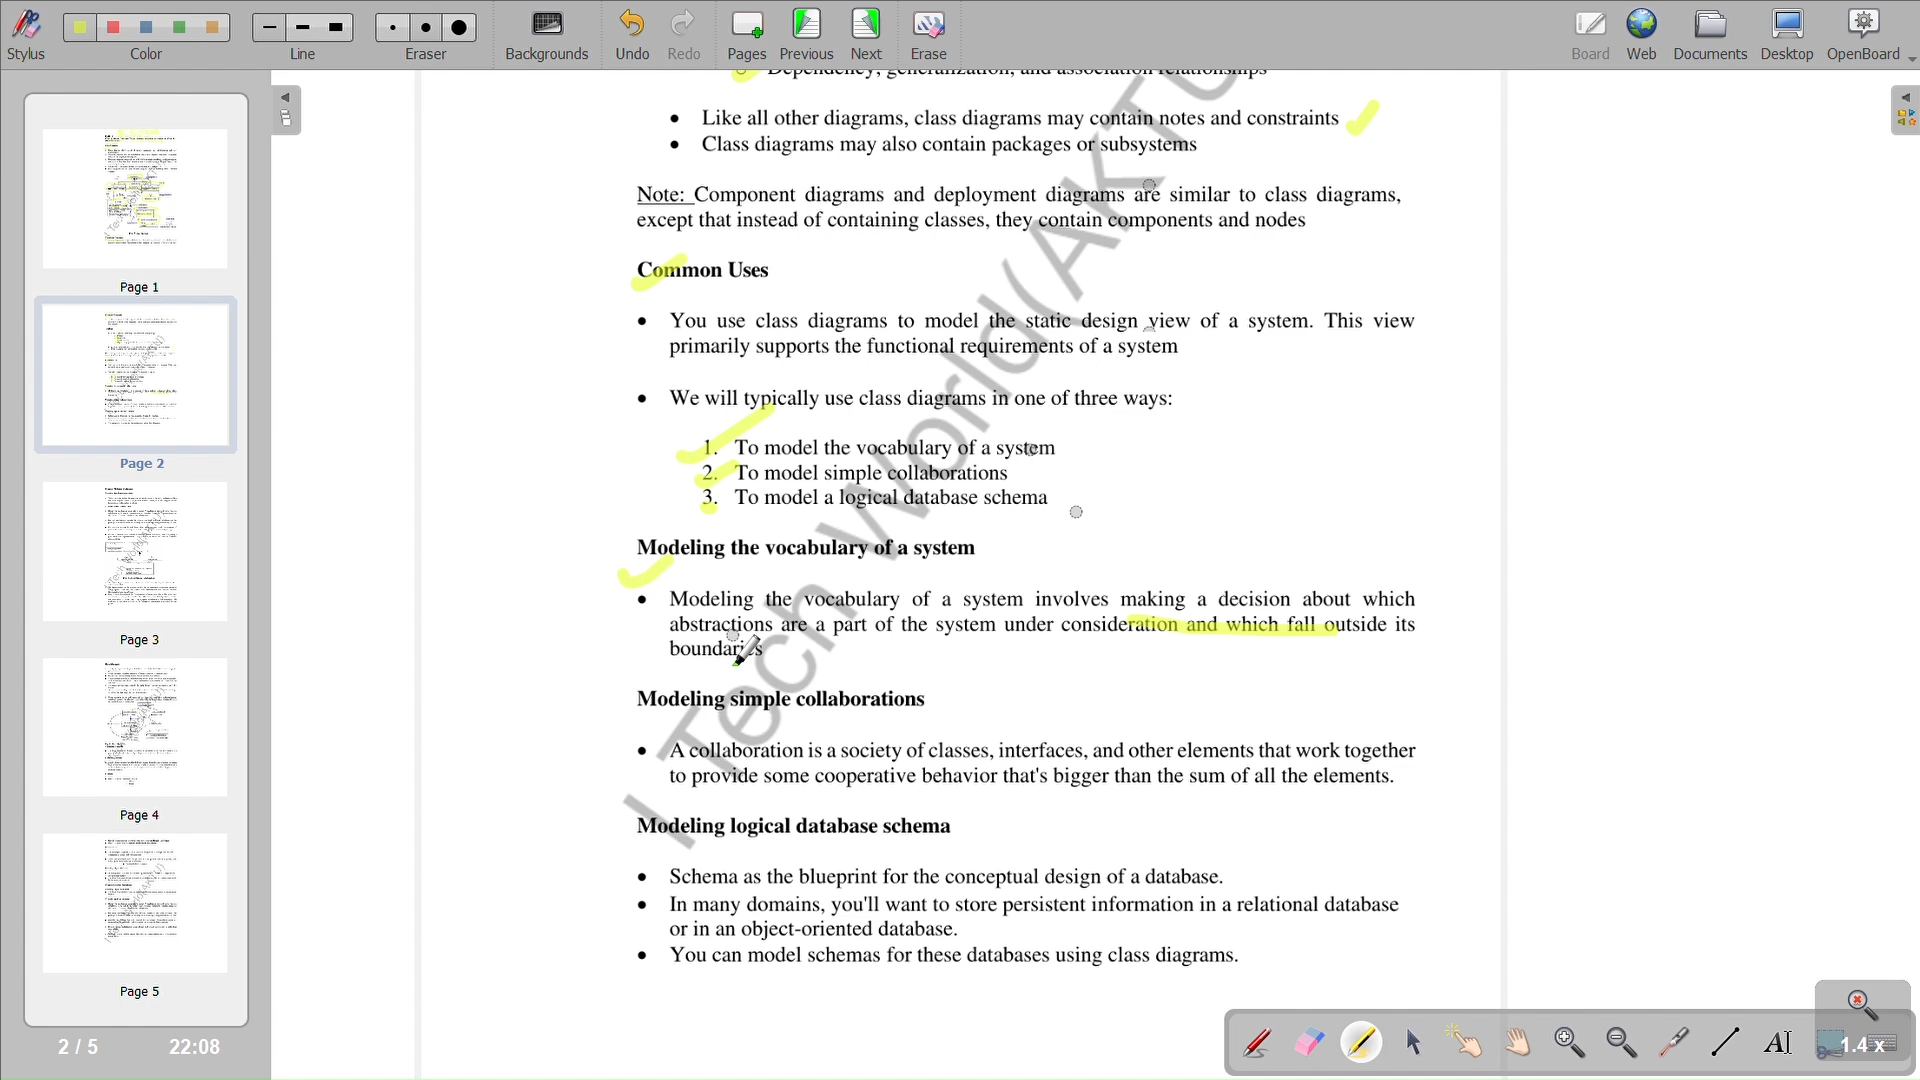 Stylus
Color
Line
Eraser
Backgrounds
Undo
Redo
Pages
Previous
Next
Erase
Board
Web
Documents
Desktop
OpenBoard
Dependency, generalization, and association relationships
• Like all other diagrams, class diagrams may contain notes and constraints
• Class diagrams may also contain packages or subsystems
Note: Component diagrams and deployment diagrams are similar to class diagrams,
except that instead of containing classes, they contain components and nodes
Common Uses
• You use class diagrams to model the static design view of a system. This view
primarily supports the functional requirements of a system
• We will typically use class diagrams in one of three ways:
1. To model the vocabulary of a system
2. To model simple collaborations
3. To model a logical database schema
Modeling the vocabulary of a system
• Modeling the vocabulary of a system involves making a decision about which
abstractions are a part of the system under consideration and which fall outside its
boundaries
Modeling simple collaborations
• A collaboration is a society of classes, interfaces, and other elements that work together
to provide some cooperative behavior that's bigger than the sum of all the elements.
Modeling logical database schema
• Schema as the blueprint for the conceptual design of a database.
• In many domains, you'll want to store persistent information in a relational database
or in an object-oriented database.
• You can model schemas for these databases using class diagrams.
I Tech World(AKTU
Page 1
Page 2
Page 3
Page 4
Page 5
2 / 5
22:08
AI
1.4 x